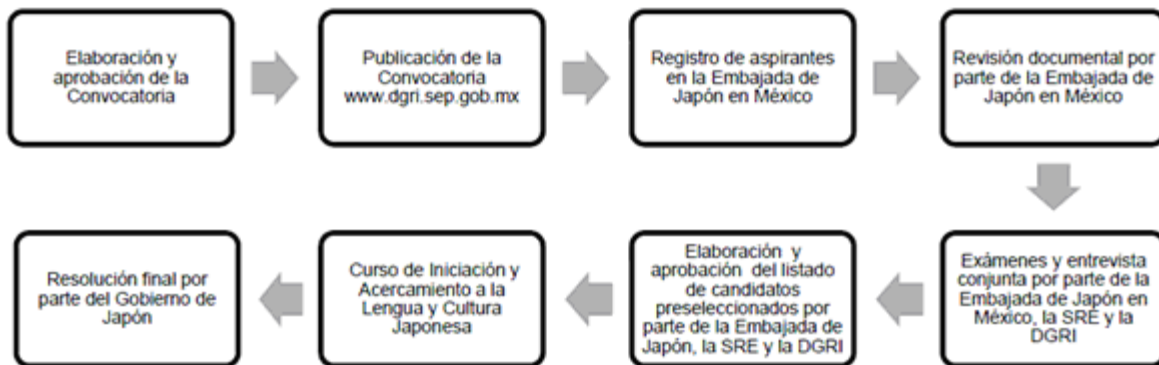 Elaboración y
aprobación de la
Convocatoria
Publicación de la
Convocatoria
www.dgri.sep.gob.mx
Registro de aspirantes
en la Embajada de
Japón en México
Revisión documental por
parte de la Embajada de
Japón en México
Exámenes y entrevista
conjunta por parte de la
Embajada de Japón en
México, la SRE y la
DGRI
Elaboración y
aprobación del listado
de candidatos
preseleccionados por
parte de la Embajada de
Japón, la SRE y la DGRI
Curso de Iniciación y
Acercamiento a la
Lengua y Cultura
Japonesa
Resolución final por
parte del Gobierno de
Japón